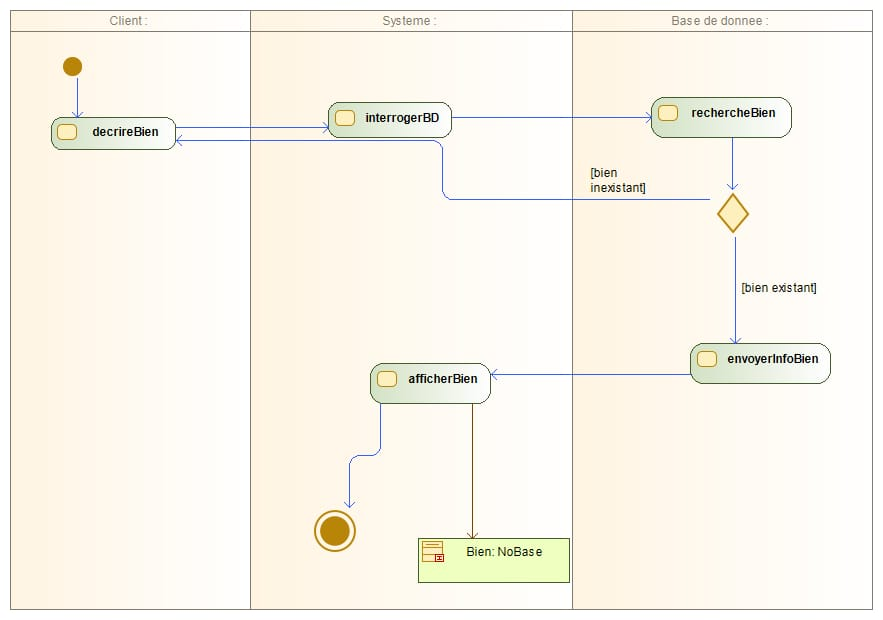 Client :
Systeme :
Base de donnee :
decrireBien
interrogerBD
rechercheBien
[bien
inexistant]
[bien existant]
envoyerInfoBien
afficherBien
Bien: NoBase